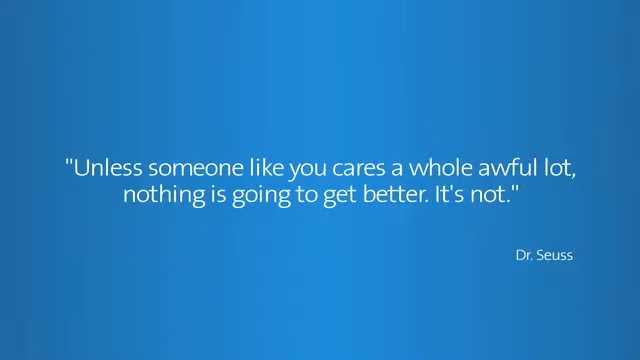 "Unless someone like you cares a whole awful lot,
nothing is going to get better. It's not."
Dr. Seuss